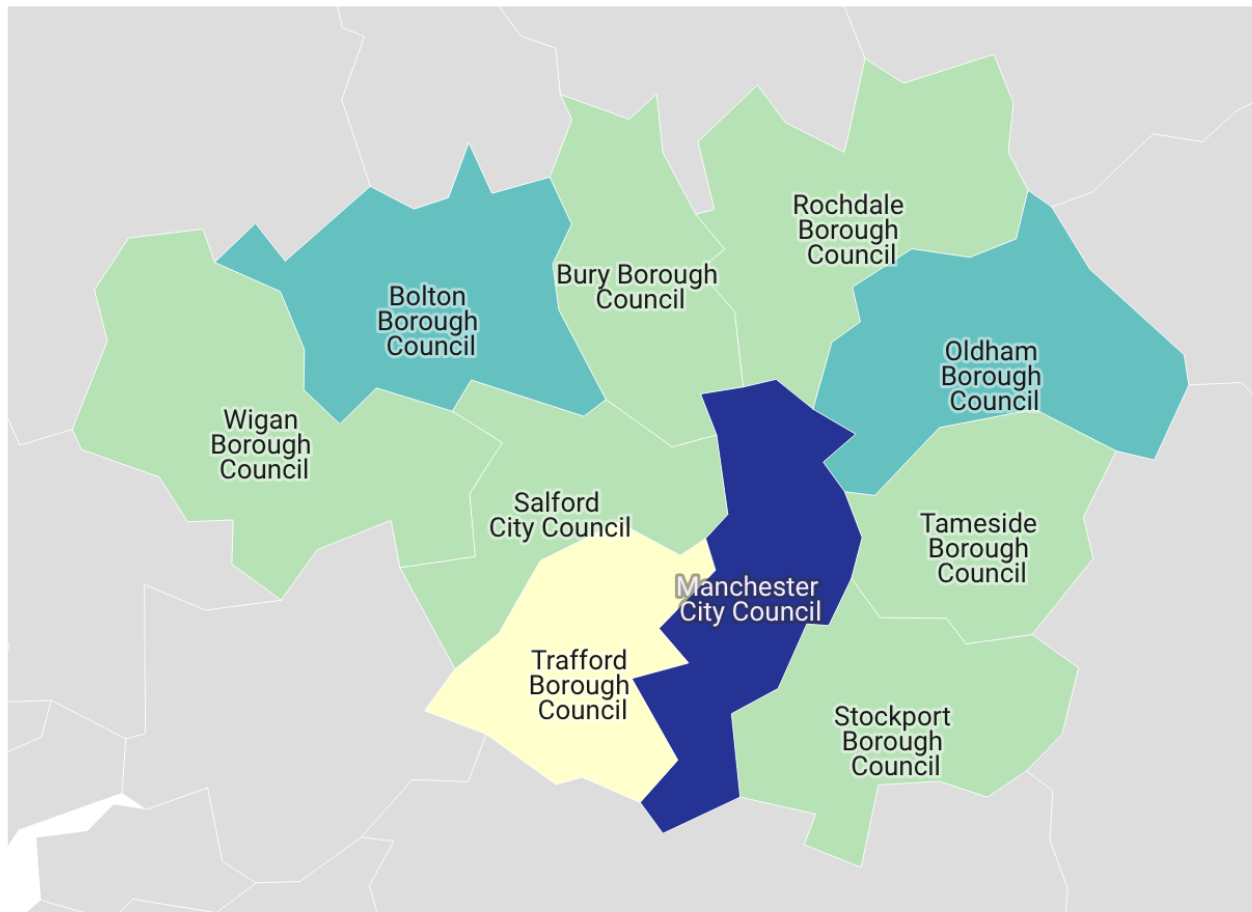 Rochdale
Borough
Council
Bury Borough
Council
Bolton
Borough
Council
Oldham
Borough
Council
Wigan
Borough
Council
Salford
City Council
Tameside
Borough
Council
Manchester
City Council
Trafford
Borough
Council
Stockport
Borough
Council